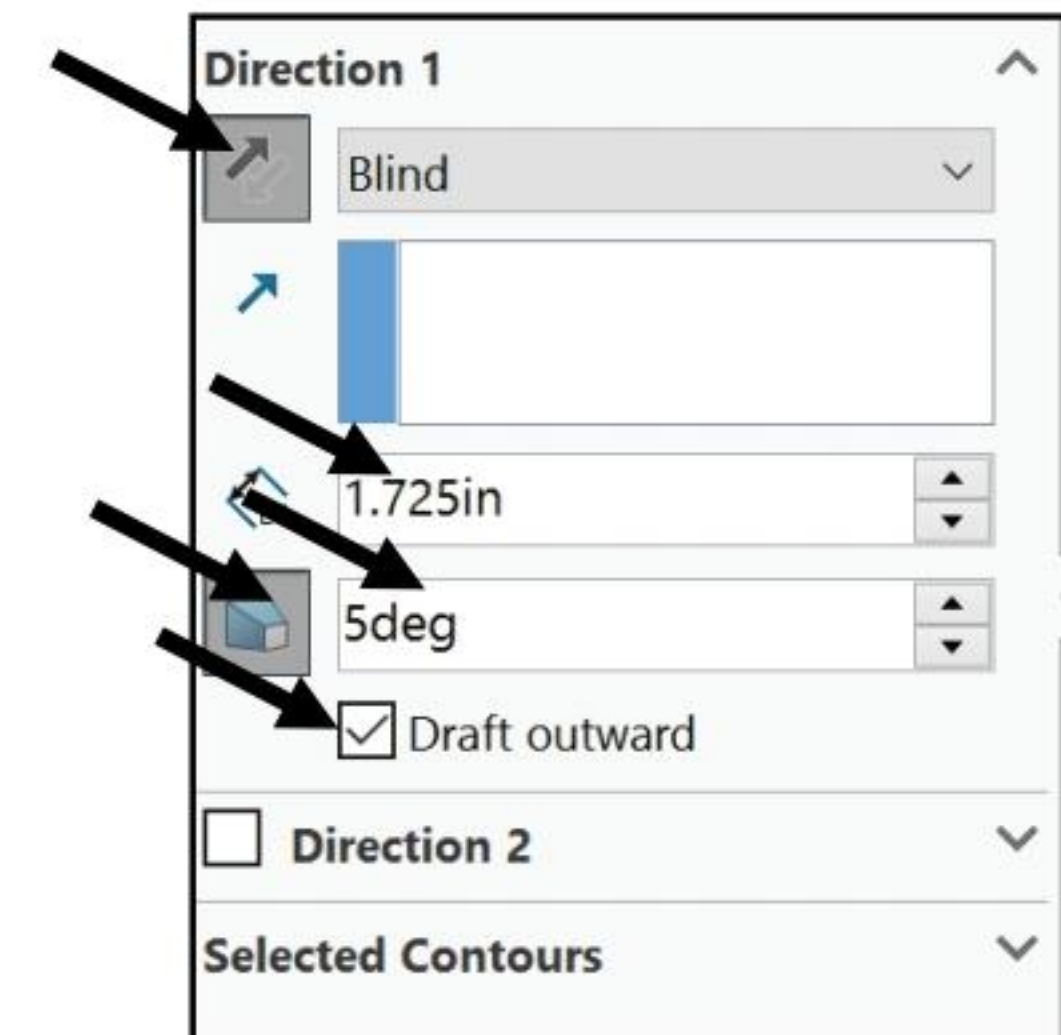 Direction 1
Blind
1.725in
5deg
Draft outward
Direction 2
Selected Contours